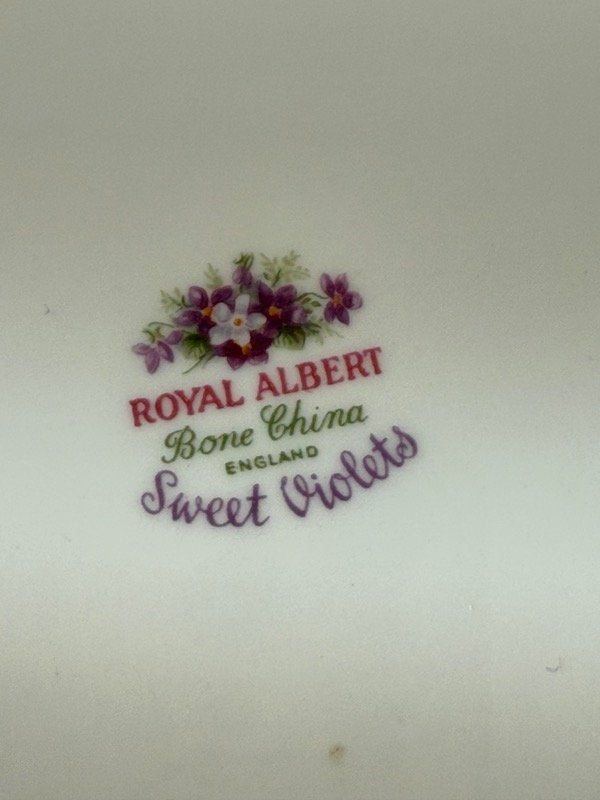 ROYAL ALBERT
Bone China
ENGLAND
Sweet Violets